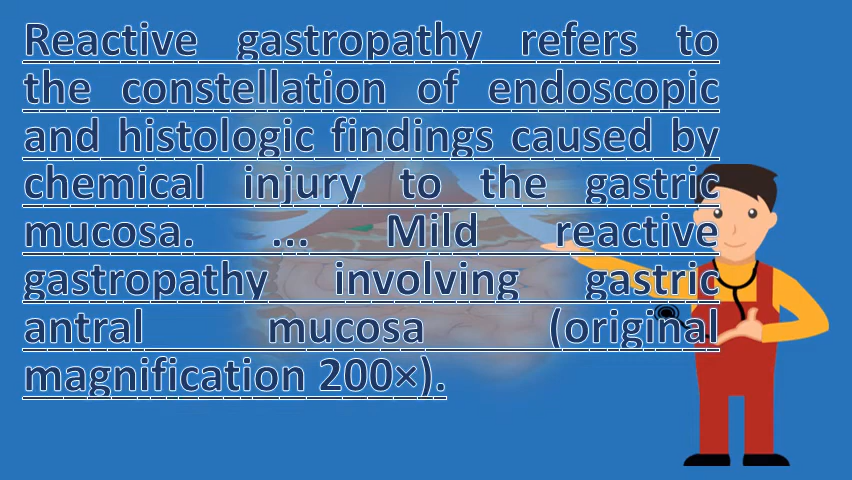 Reactive gastropathy refers to
the constellation of endoscopic
and histologic findings caused by
chemical injury to the gastric
mucosa. ... Mild reactive
gastropathy involving gastric
antral mucosa (original
magnification 200×).